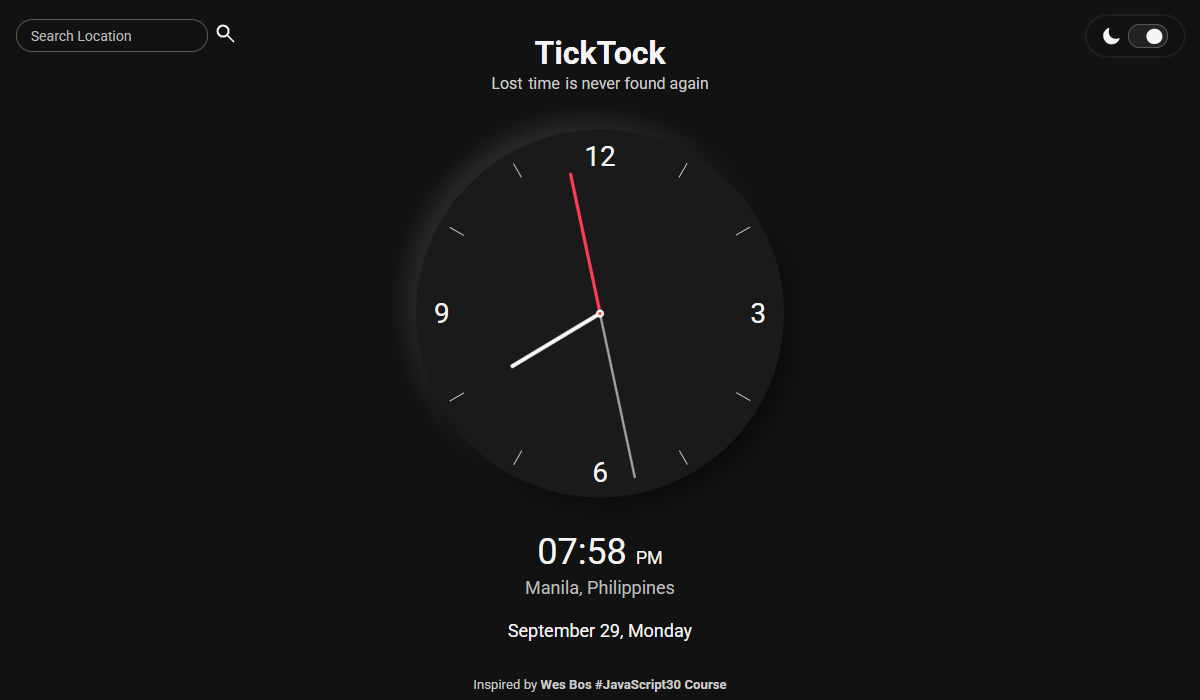 Search Location
TickTock
Lost time is never found again
12
9
3
6
07:58 PM
Manila, Philippines
September 29, Monday
Inspired by Wes Bos #JavaScript30 Course